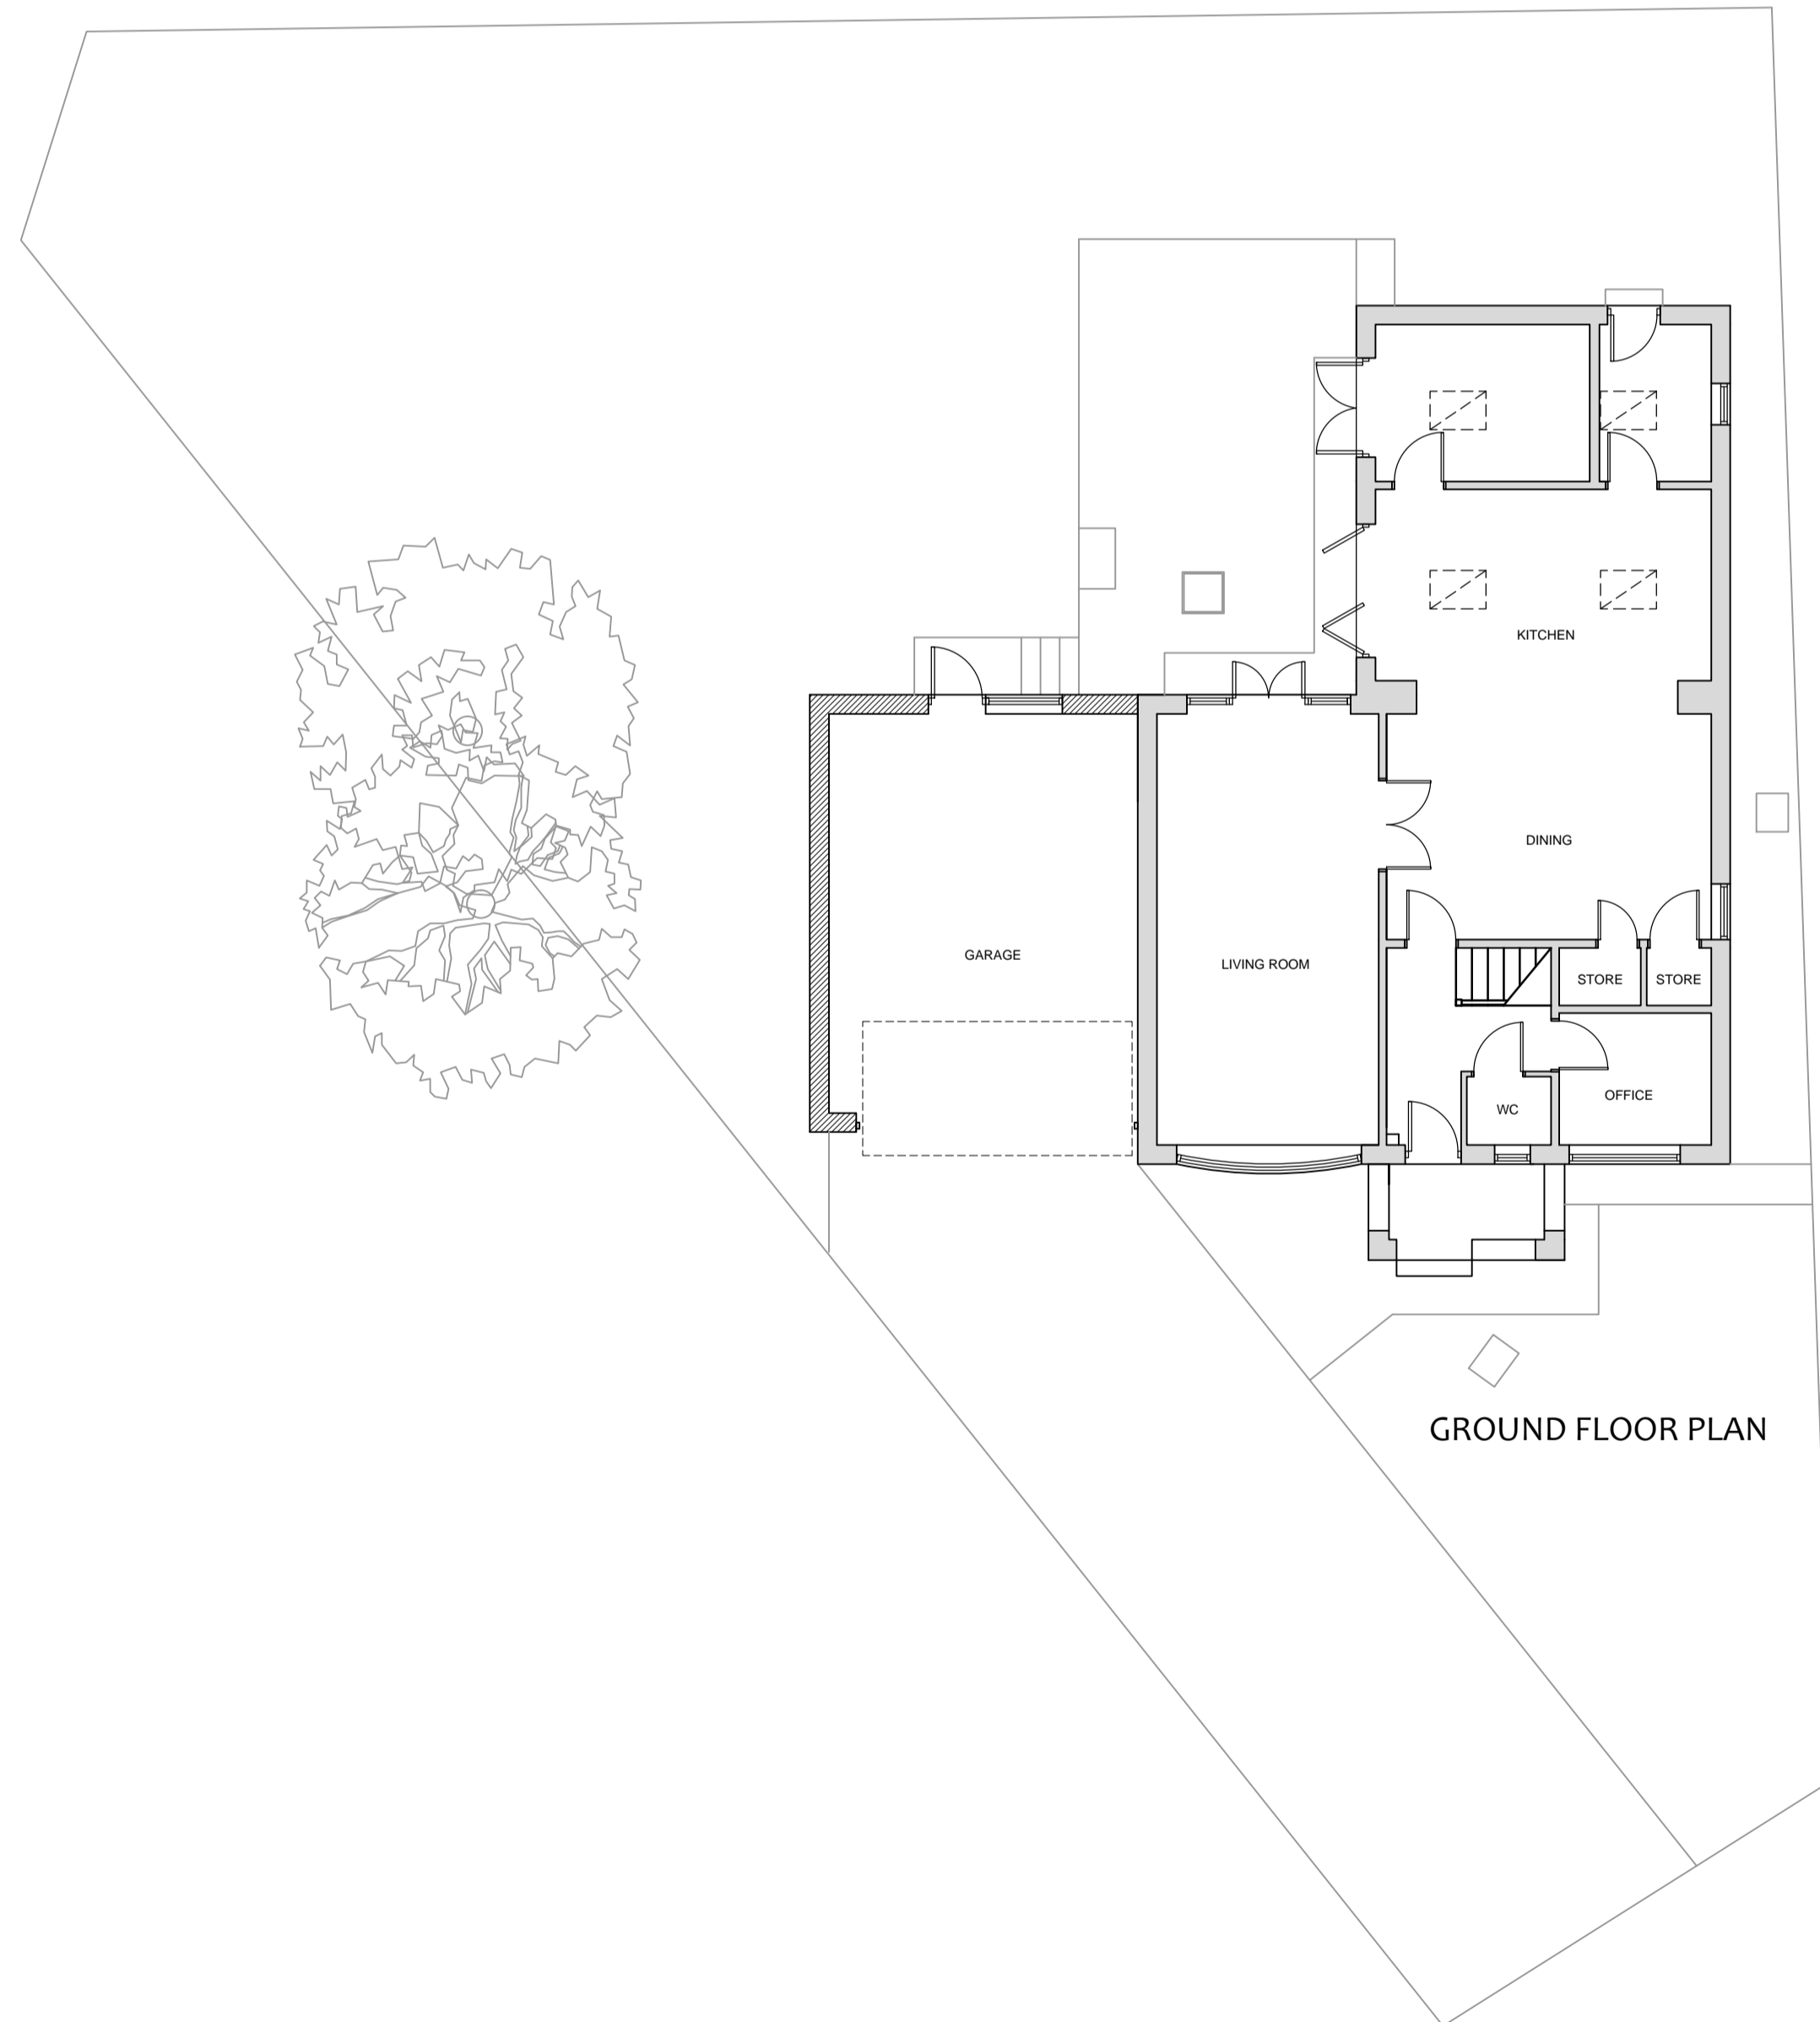 KITCHEN
DINING
GARAGE
LIVING ROOM
STORE
STORE
OFFICE
WC
GROUND FLOOR PLAN